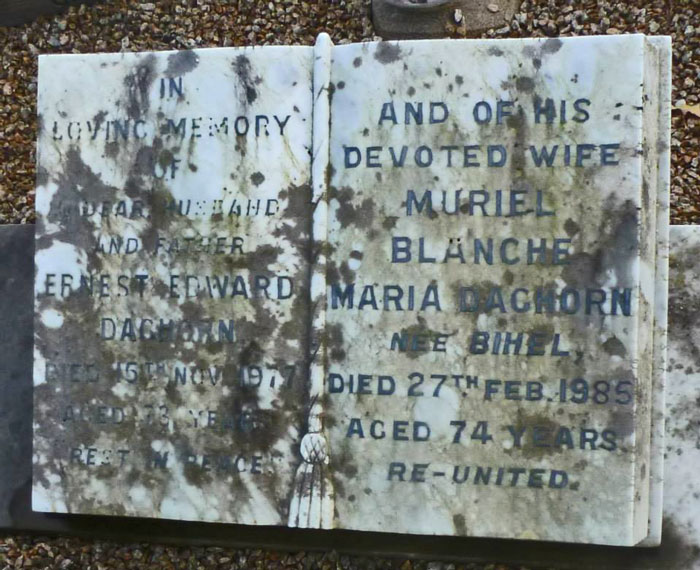 IN
LOVING MEMORY
OF
A DEAR HUSBAND
AND FATHER
ERNEST EDWARD
DAGHORN
DIED 15TH NOV. 1977
AGED 73 YEARS
"REST IN PEACE"
AND OF HIS
DEVOTED WIFE
MURIEL
BLANCHE
MARIA DAGHORN
NEE BIHEL,
DIED 27TH FEB. 1985
AGED 74 YEARS
RE-UNITED.